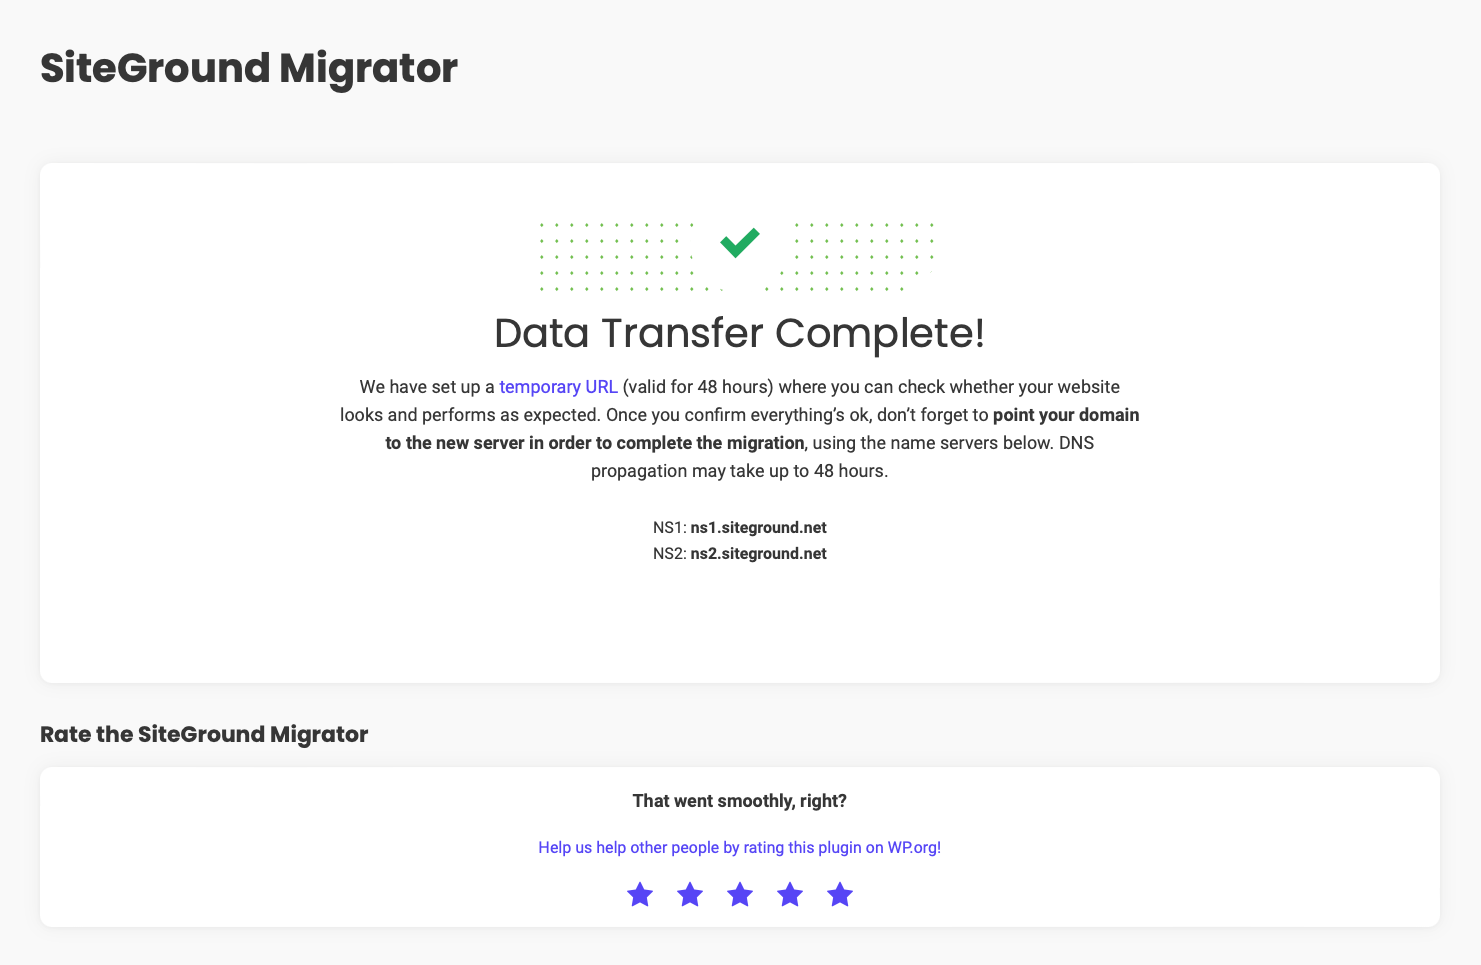 SiteGround Migrator
Data Transfer Complete!
We have set up a temporary URL (valid for 48 hours) where you can check whether your website
looks and performs as expected. Once you confirm everything’s ok, don’t forget to point your domain
to the new server in order to complete the migration, using the name servers below. DNS
propagation may take up to 48 hours.
NS1: ns1.siteground.net
NS2: ns2.siteground.net
Rate the SiteGround Migrator
That went smoothly, right?
Help us help other people by rating this plugin on WP.org!